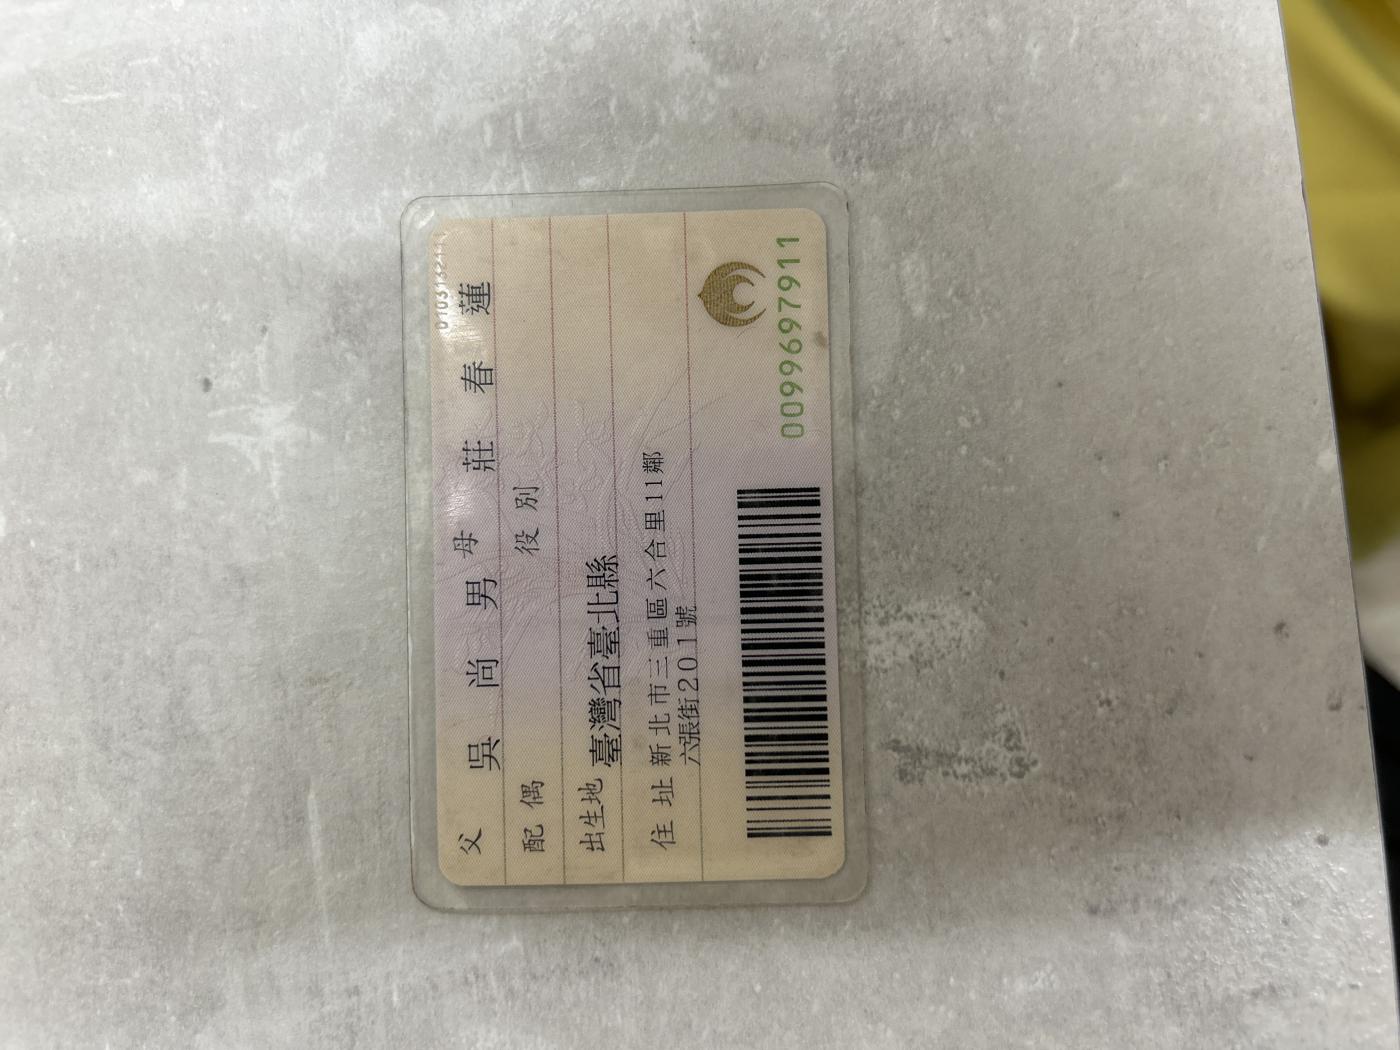 父 吳尚男 母 莊春蓮
配偶 役別
出生地 臺灣省臺北縣
住址 新北市三重區六合里11鄰
六張街201號
0099697911